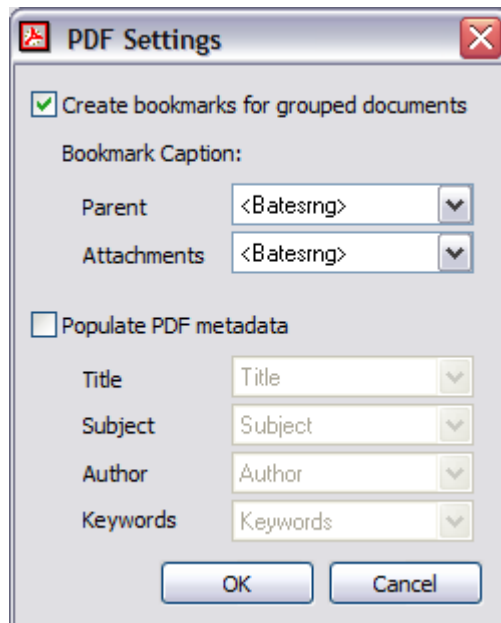 PDF Settings
Create bookmarks for grouped documents
Bookmark Caption:
Parent <Batesrng>
Attachments <Batesrng>
Populate PDF metadata
Title Title
Subject Subject
Author Author
Keywords Keywords
OK Cancel